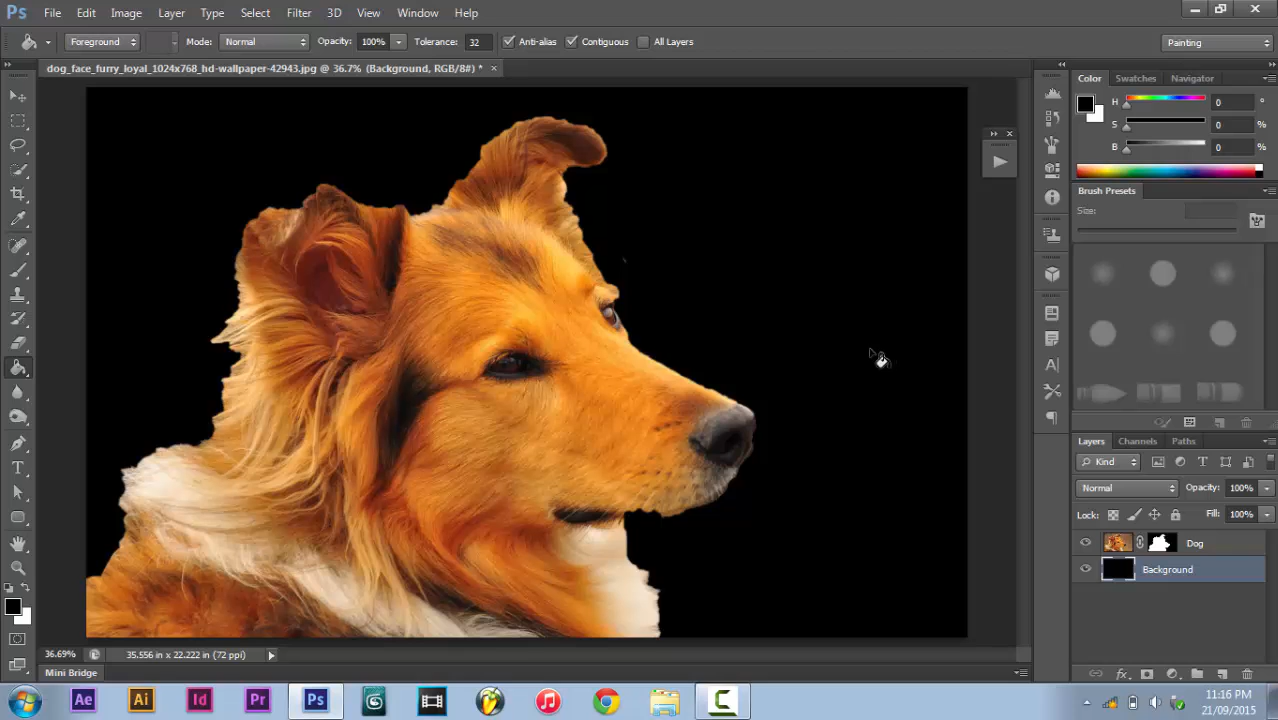 Ps File Edit Image Layer Type Select Filter 3D View Window Help
Foreground Mode: Normal Opacity: 100% Tolerance: 32 Anti-alias Contiguous All Layers Painting
dog_face_furry_loyal_1024x768_hd-wallpaper-42943.jpg @ 36.7% (Background, RGB/8#) *
Color Swatches Navigator
H 0 °
S 0 %
B 0 %
Brush Presets
Size:
Layers Channels Paths
Kind
Normal Opacity: 100%
Lock: Fill: 100%
Dog
Background
36.69% 35.556 in x 22.222 in (72 ppi)
Mini Bridge
Ae Ai Id Pr Ps
11:16 PM
21/09/2015